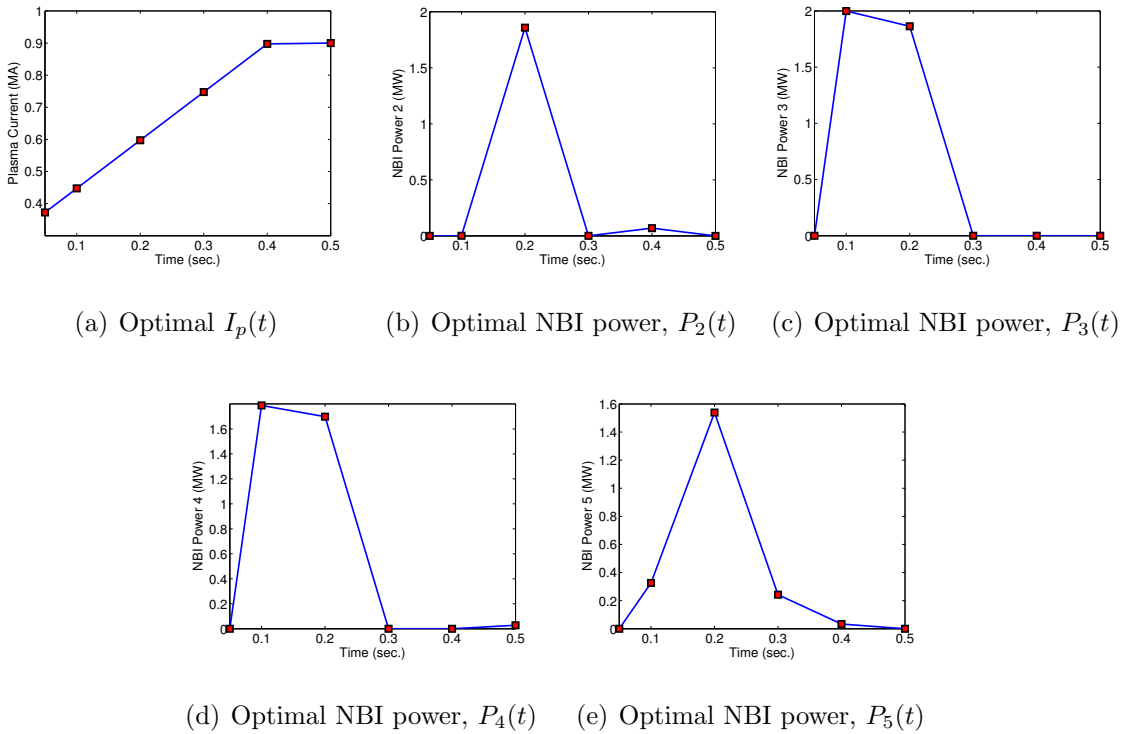 0.9
0.8
0.7
0.6
0.5
0.4
Plasma Current (MA)
0.1 0.2 0.3 0.4 0.5
Time (sec.)
2
1.5
1
0.5
0
NBI Power 2 (MW)
0.1 0.2 0.3 0.4 0.5
Time (sec.)
2
1.5
1
0.5
0
NBI Power 3 (MW)
0.1 0.2 0.3 0.4 0.5
Time (sec.)
(a) Optimal I_p(t)
(b) Optimal NBI power, P_2(t)
(c) Optimal NBI power, P_3(t)
1.6
1.4
1.2
1
0.8
0.6
0.4
0.2
0
NBI Power 4 (MW)
0.1 0.2 0.3 0.4 0.5
Time (sec.)
1.6
1.4
1.2
1
0.8
0.6
0.4
0.2
0
NBI Power 5 (MW)
0.1 0.2 0.3 0.4 0.5
Time (sec.)
(d) Optimal NBI power, P_4(t)
(e) Optimal NBI power, P_5(t)